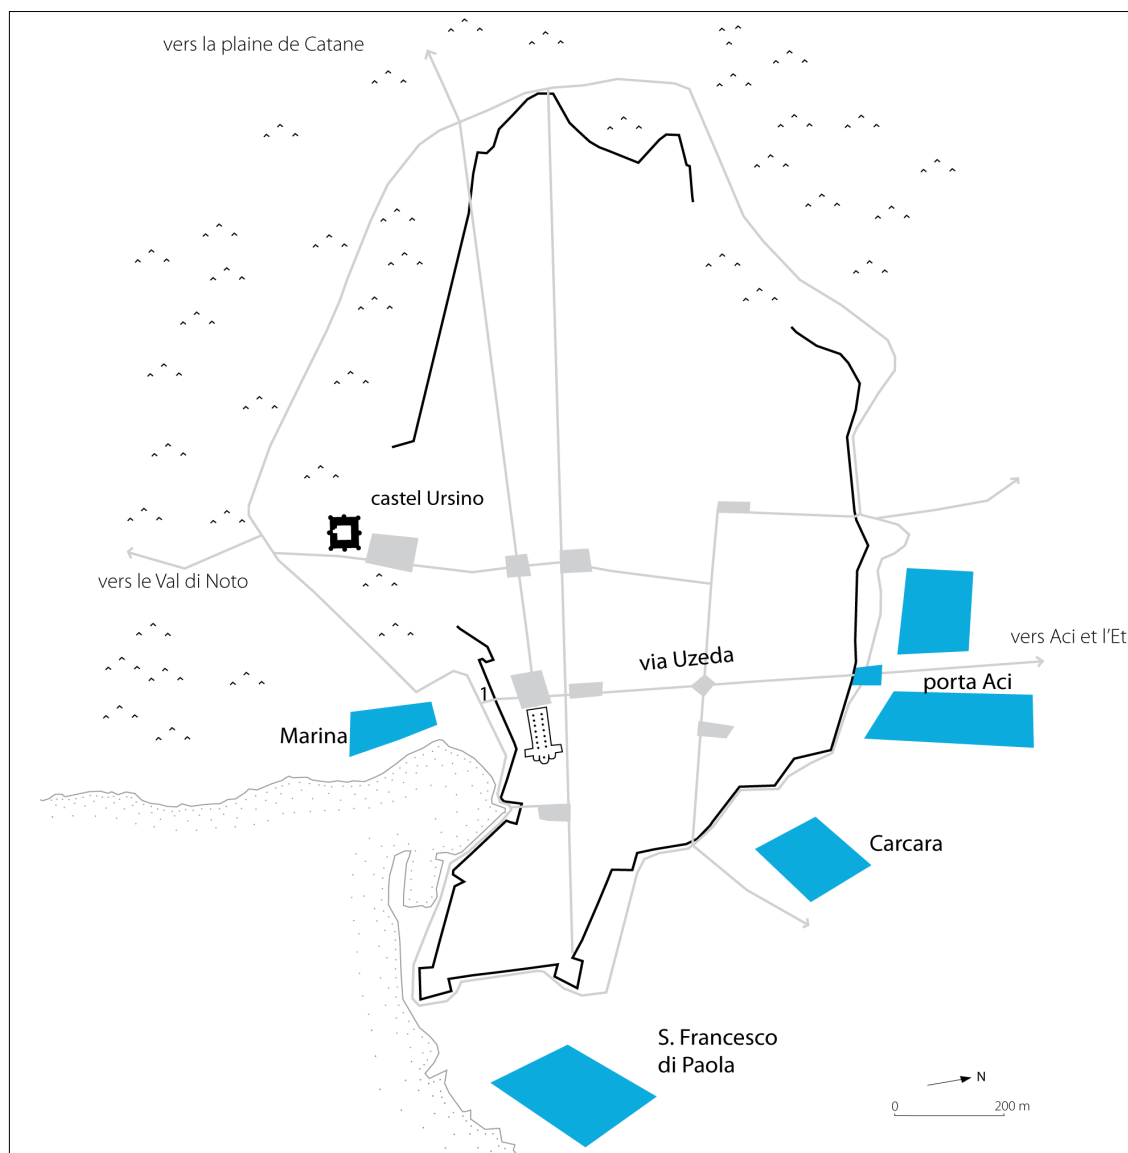 vers la plaine de Catane
castel Ursino
vers le Val di Noto
via Uzeda
vers Aci et l'Et
porta Aci
1
Marina
Carcara
S. Francesco
di Paola
N
0 200 m